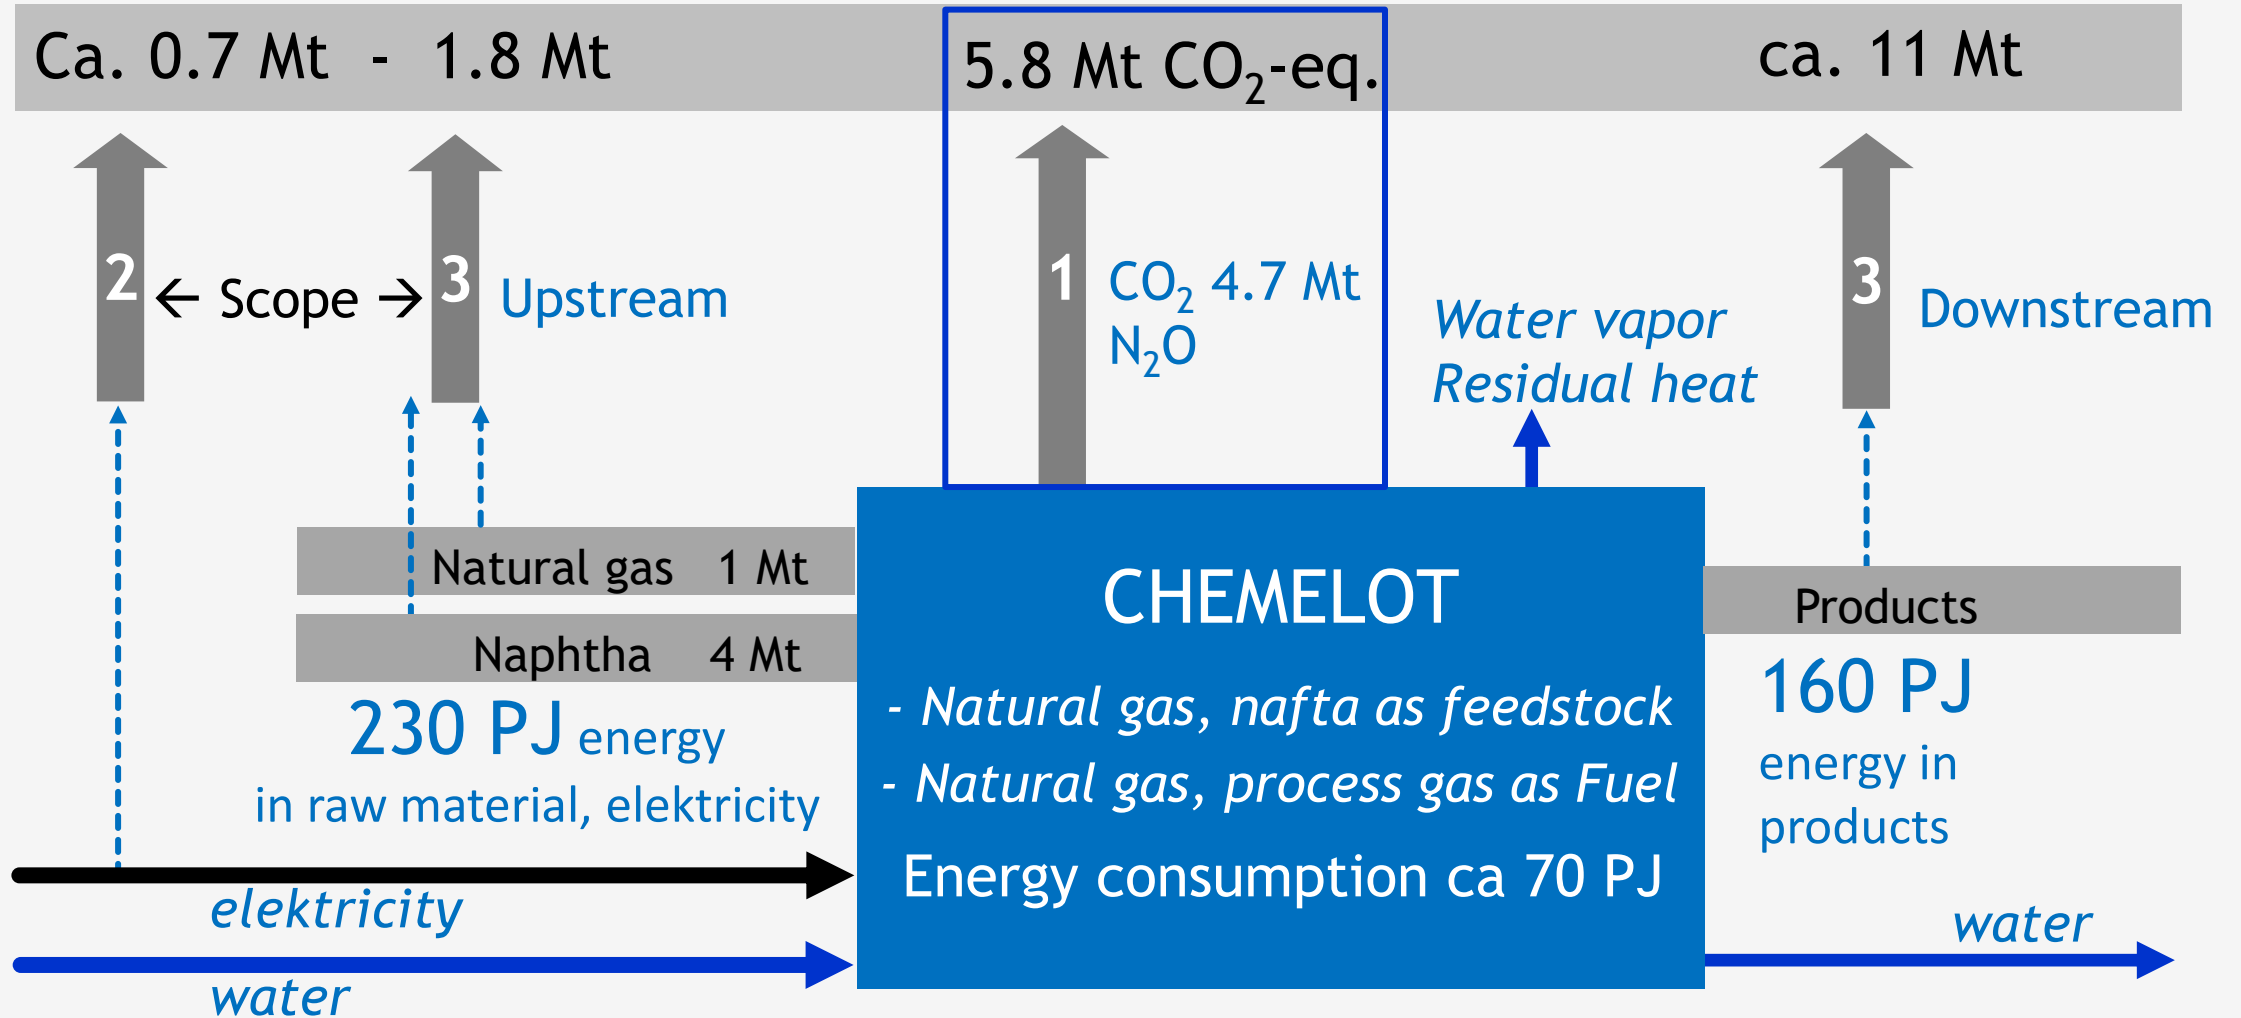 Ca. 0.7 Mt - 1.8 Mt
5.8 Mt CO₂-eq.
ca. 11 Mt
2
← Scope →
3
Upstream
1
CO₂ 4.7 Mt
N₂O
Water vapor
Residual heat
3
Downstream
Natural gas 1 Mt
Naphtha 4 Mt
230 PJ energy
in raw material, elektricity
elektricity
water
CHEMELOT
- Natural gas, nafta as feedstock
- Natural gas, process gas as Fuel
Energy consumption ca 70 PJ
Products
160 PJ
energy in
products
water